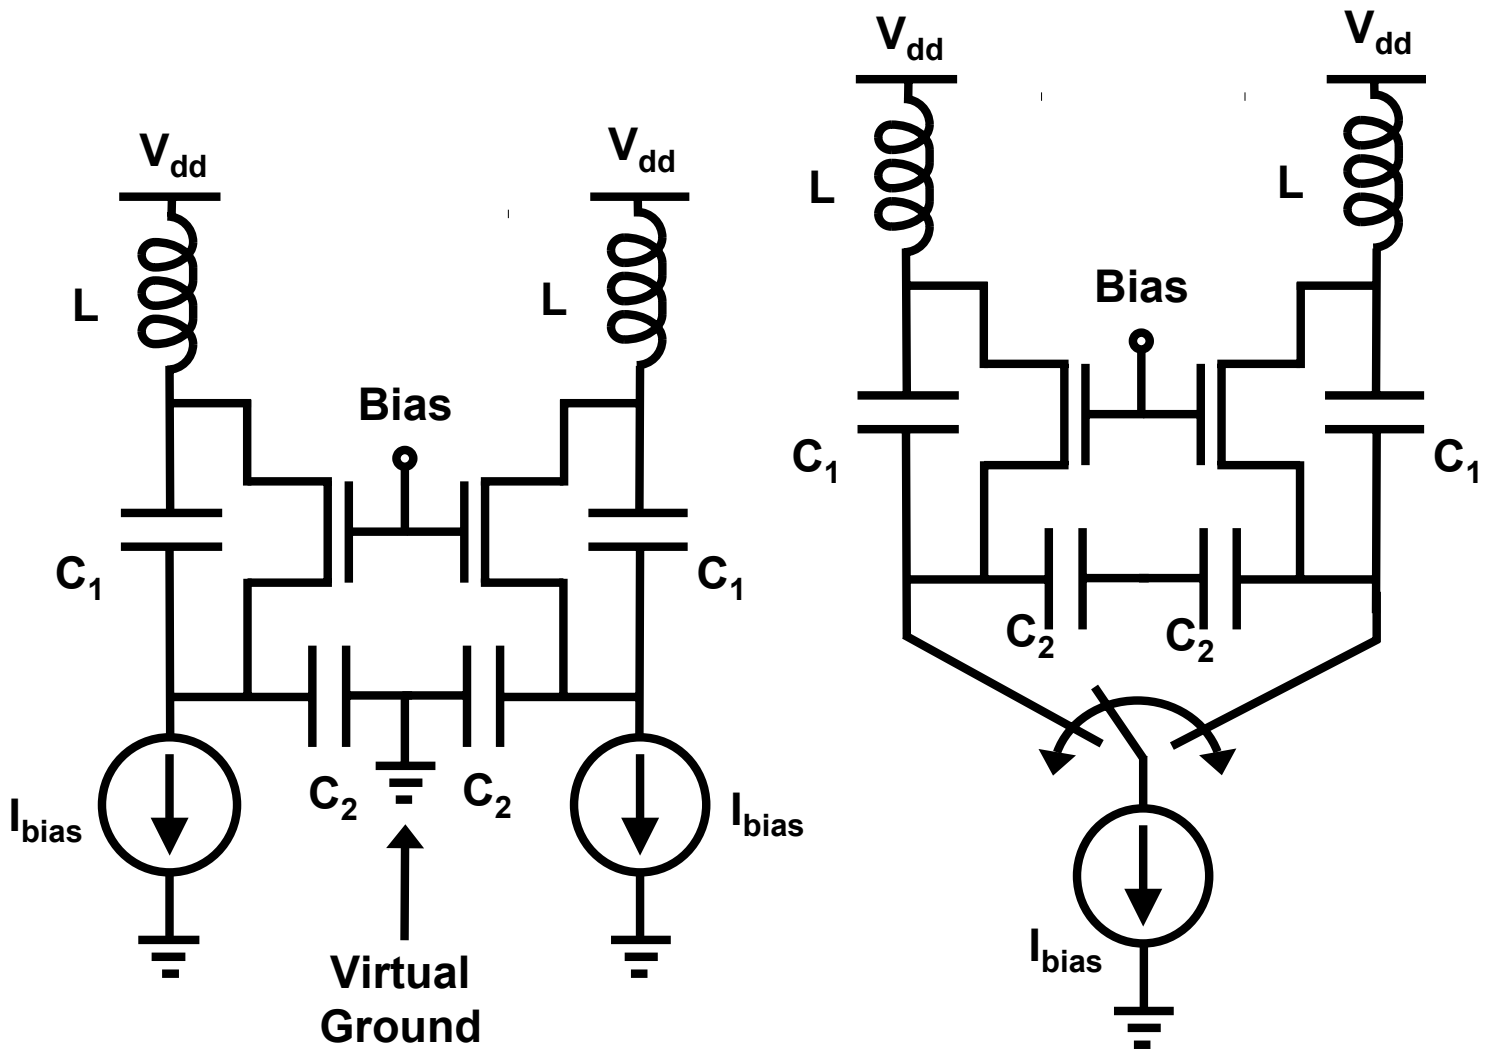 Vdd
Vdd
L
L
Bias
C1
C1
C2
C2
Ibias
Ibias
Virtual
Ground
Vdd
Vdd
L
L
Bias
C1
C1
C2
C2
Ibias